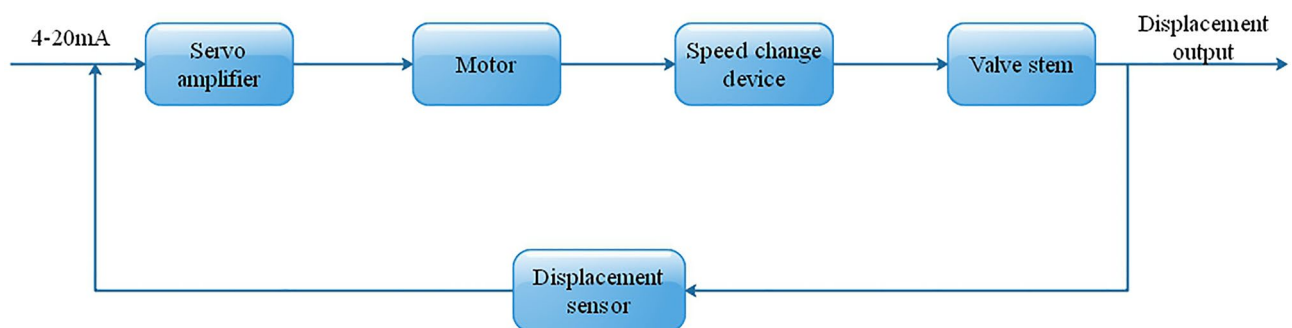 4-20mA
Servo
amplifier
Motor
Speed change
device
Valve stem
Displacement
output
Displacement
sensor